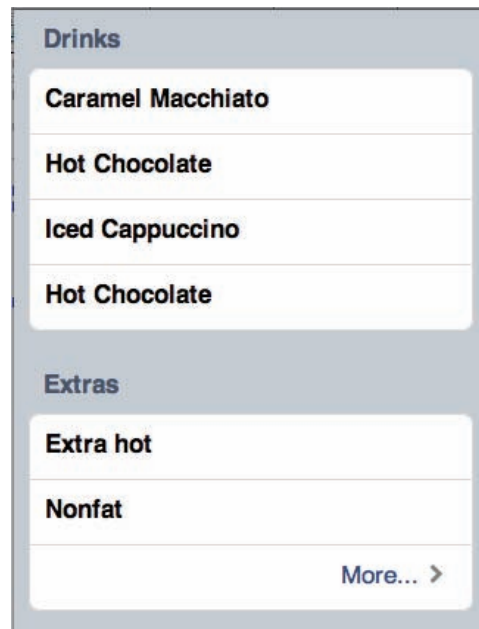 Drinks
Caramel Macchiato
Hot Chocolate
Iced Cappuccino
Hot Chocolate
Extras
Extra hot
Nonfat
More... >